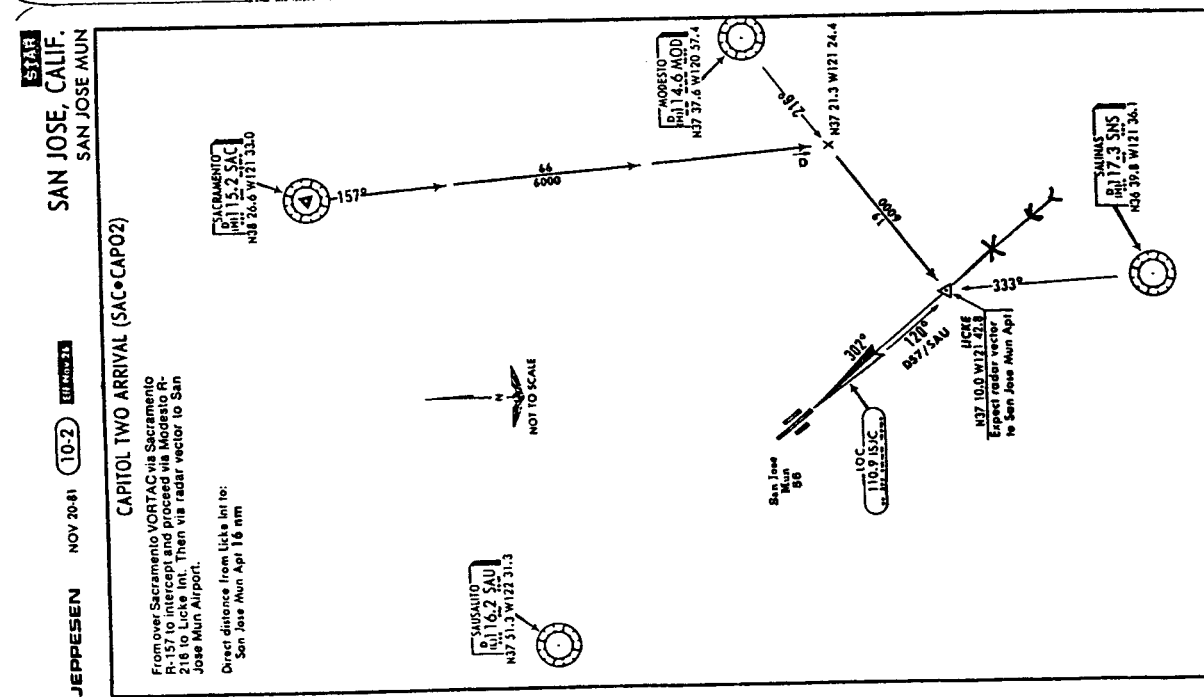 JEPPESEN NOV 20-81 10-2 Eff Nov 26
STAR
SAN JOSE, CALIF.
SAN JOSE MUN
CAPITOL TWO ARRIVAL (SAC•CAPO2)
From over Sacramento VORTAC via Sacramento
R-157 to intercept and proceed via Modesto R-
216 to Licke Int. Then via radar vector to San
Jose Mun Airport.
Direct distance from Licke Int to:
San Jose Mun Apt 16 nm
SACRAMENTO
D
(H) 115.2 SAC
N38 26.6 W121 33.0
157°
66
6000
MODESTO
D
(H) 114.6 MOD
N37 37.6 W120 57.4
216°
N37 21.3 W121 24.4
19
6000
N
NOT TO SCALE
SAUSALITO
D
(L) 116.2 SAU
N37 51.3 W122 31.3
San Jose
Mun
56
LOC
110.9 ISJC
302°
120°
D57/SAU
LICKE
N37 10.0 W121 42.8
Expect radar vector
to San Jose Mun Apt
333°
SALINAS
D
(H) 117.3 SNS
N36 39.8 W121 36.1